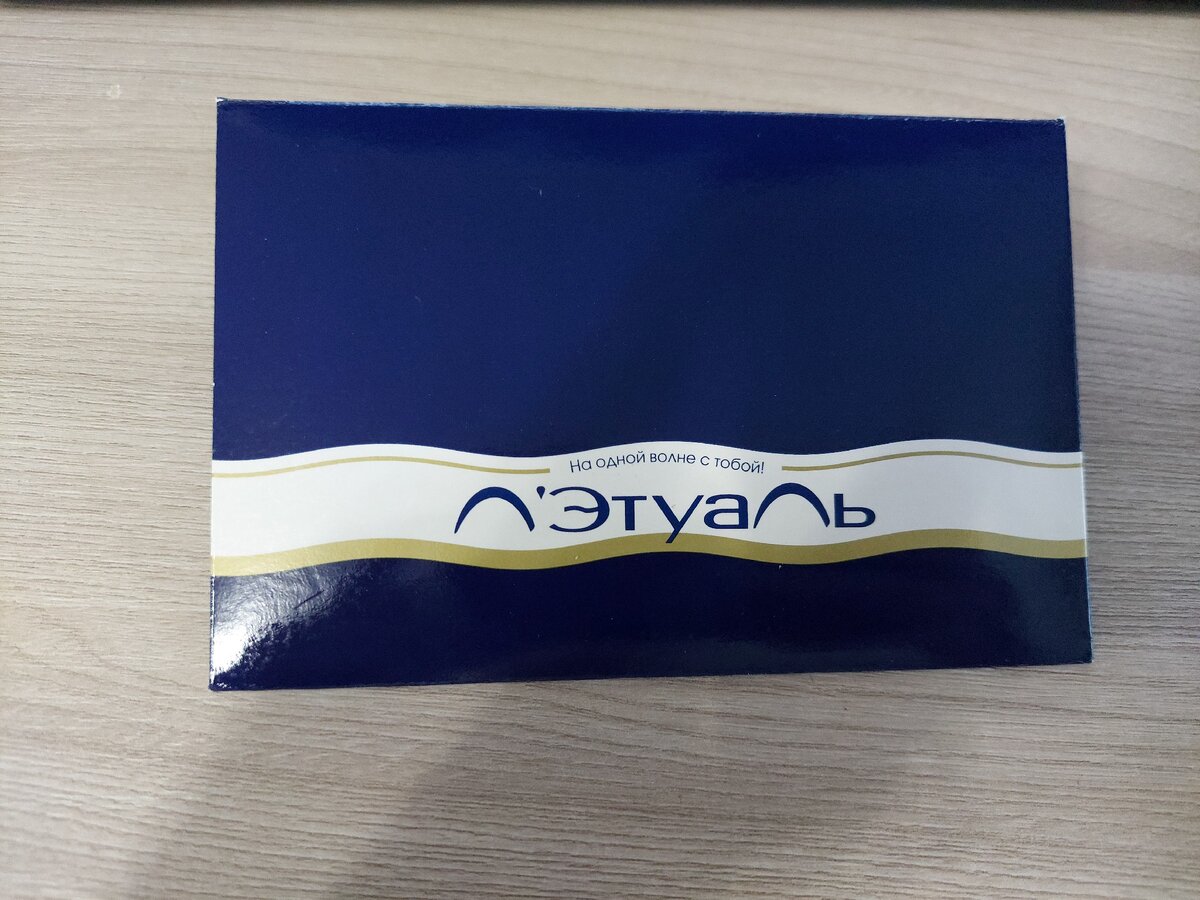 На одной волне с тобой!
Л'Этуаль